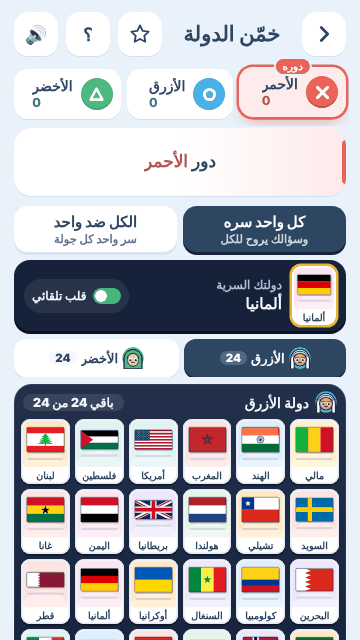 خمّن الدولة
؟
دوره
الأحمر
0
الأزرق
0
الأخضر
0
دور الأحمر
كل واحد سره
وسؤالك يروح للكل
الكل ضد واحد
سر واحد كل جولة
ألمانيا
دولتك السرية
ألمانيا
قلب تلقائي
الأزرق 24
الأخضر 24
دولة الأزرق
باقي 24 من 24
مالي
الهند
المغرب
أمريكا
فلسطين
لبنان
السويد
تشيلي
هولندا
بريطانيا
اليمن
غانا
البحرين
كولومبيا
السنغال
أوكرانيا
ألمانيا
قطر